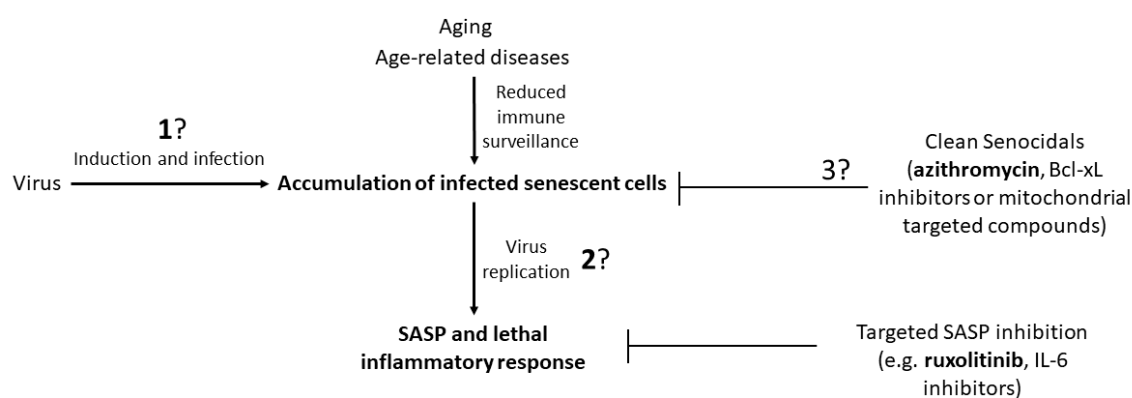 Aging
Age-related diseases
Reduced
immune
surveillance
1?
Induction and infection
Virus
Accumulation of infected senescent cells
3?
Clean Senocidals
(azithromycin, Bcl-xL
inhibitors or mitochondrial
targeted compounds)
Virus
replication
2?
SASP and lethal
inflammatory response
Targeted SASP inhibition
(e.g. ruxolitinib, IL-6
inhibitors)